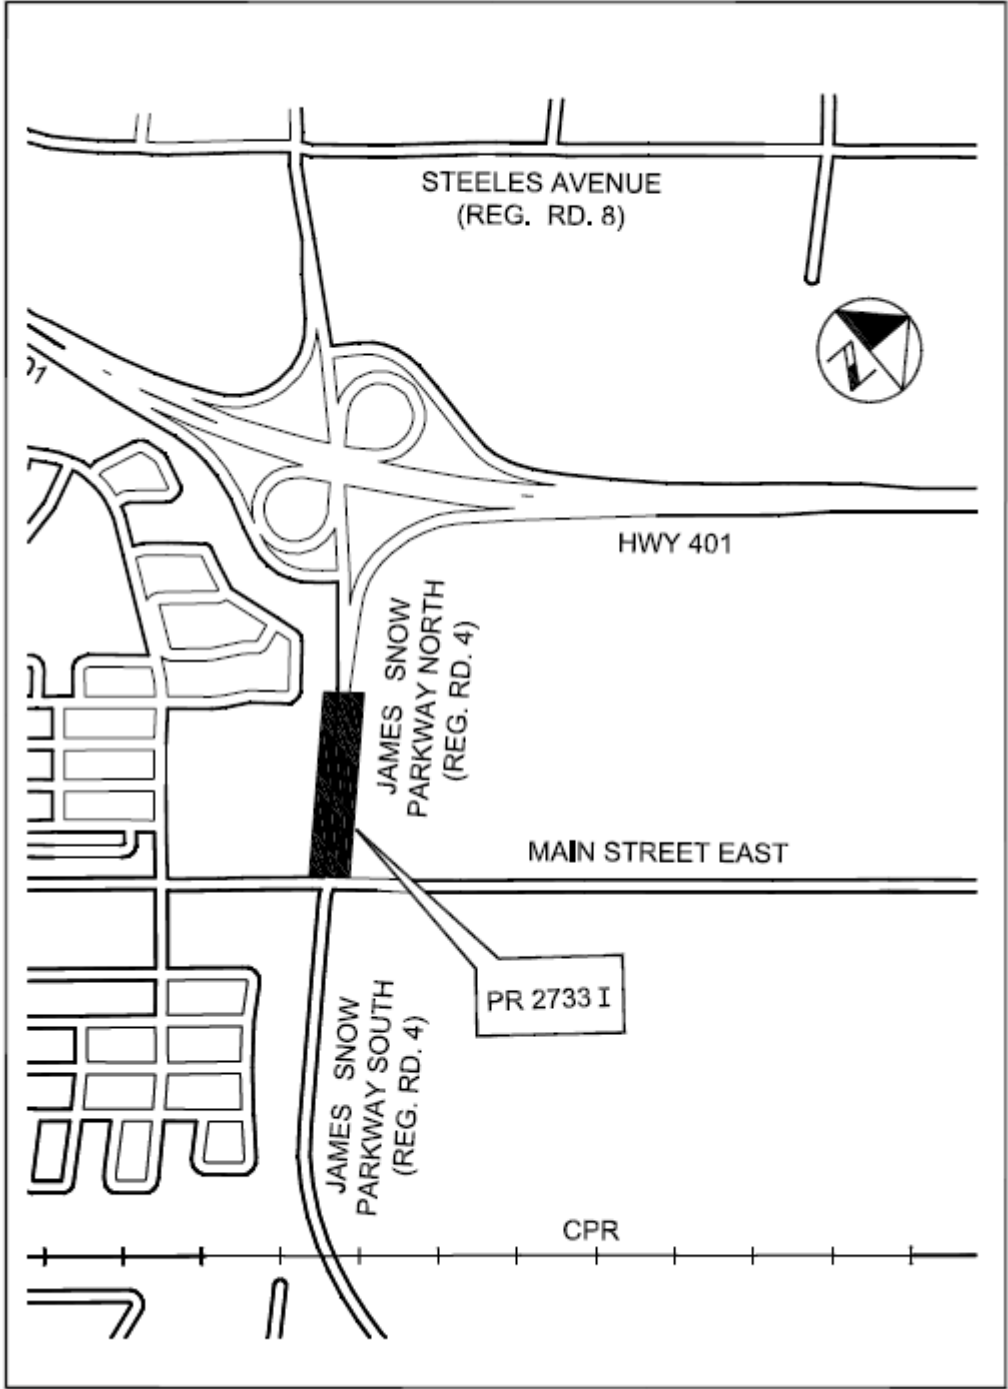 STEELES AVENUE
(REG. RD. 8)
N
HWY 401
JAMES SNOW
PARKWAY NORTH
(REG. RD. 4)
MAIN STREET EAST
PR 2733 I
JAMES SNOW
PARKWAY SOUTH
(REG. RD. 4)
CPR